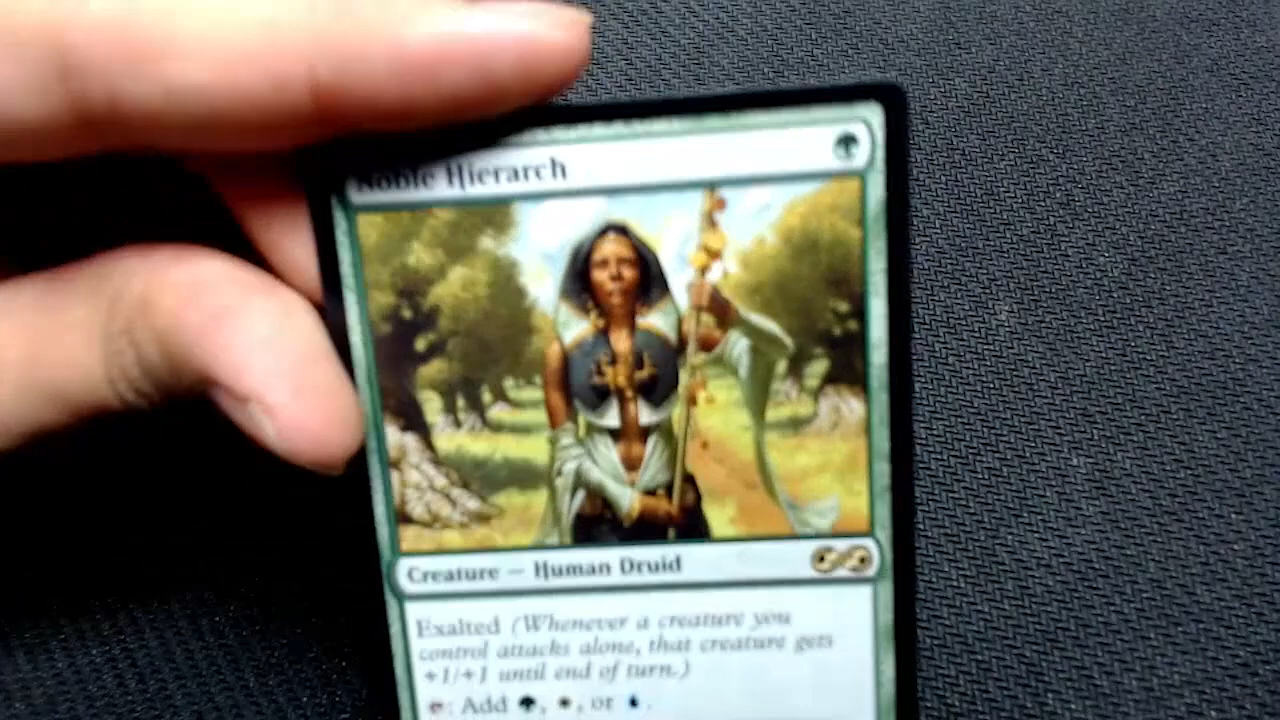 Noble Hierarch
Creature — Human Druid
Exalted (Whenever a creature you
control attacks alone, that creature gets
+1/+1 until end of turn.)
: Add , , or .